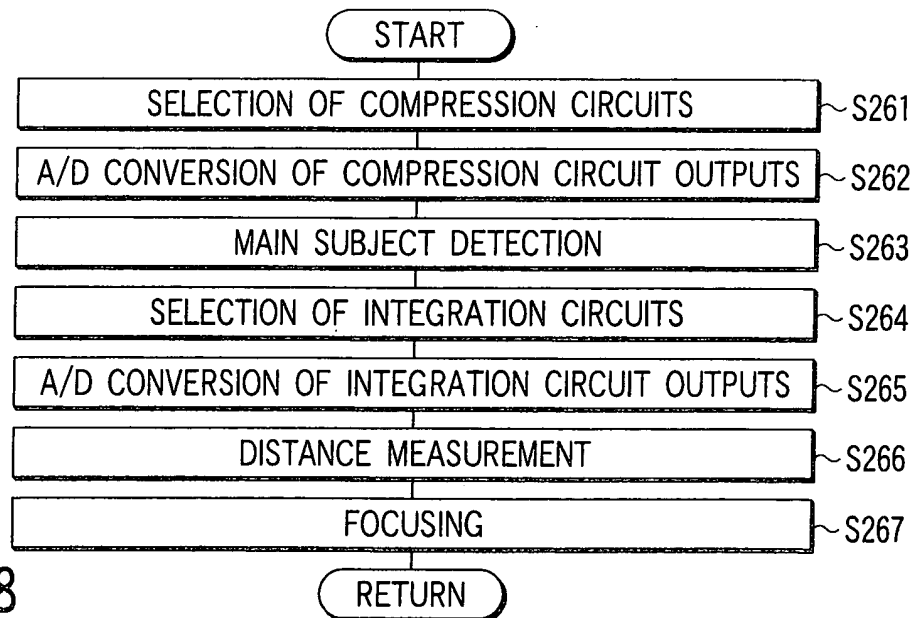 START
SELECTION OF COMPRESSION CIRCUITS S261
A/D CONVERSION OF COMPRESSION CIRCUIT OUTPUTS S262
MAIN SUBJECT DETECTION S263
SELECTION OF INTEGRATION CIRCUITS S264
A/D CONVERSION OF INTEGRATION CIRCUIT OUTPUTS S265
DISTANCE MEASUREMENT S266
FOCUSING S267
RETURN